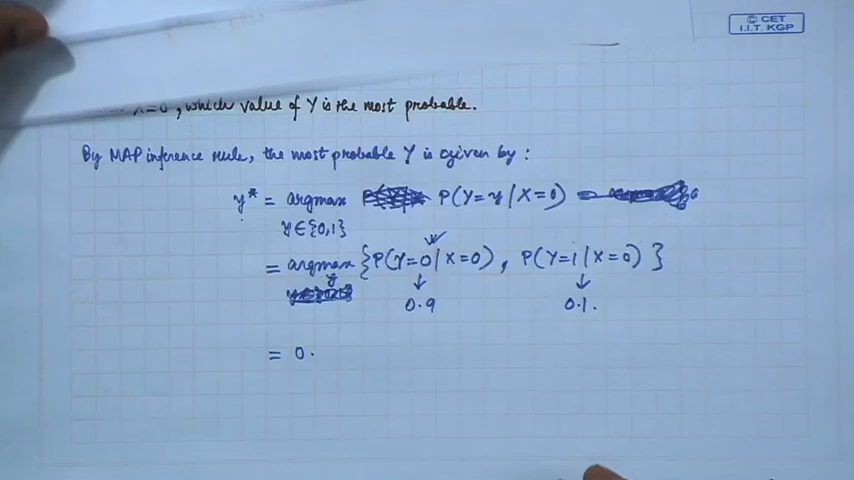 © CET
I.I.T. KGP
X=0, which value of Y is the most probable.
By MAP inference rule, the most probable Y is given by :
y* = argmax P(Y=y | X=0)
y∈{0,1}
= argmax {P(Y=0 | X=0), P(Y=1 | X=0) }
y
0.9 0.1.
= 0.